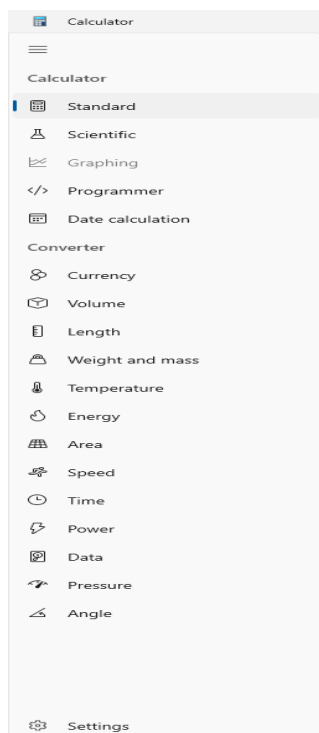 Calculator
Calculator
Standard
Scientific
Graphing
Programmer
Date calculation
Converter
Currency
Volume
Length
Weight and mass
Temperature
Energy
Area
Speed
Time
Power
Data
Pressure
Angle
Settings